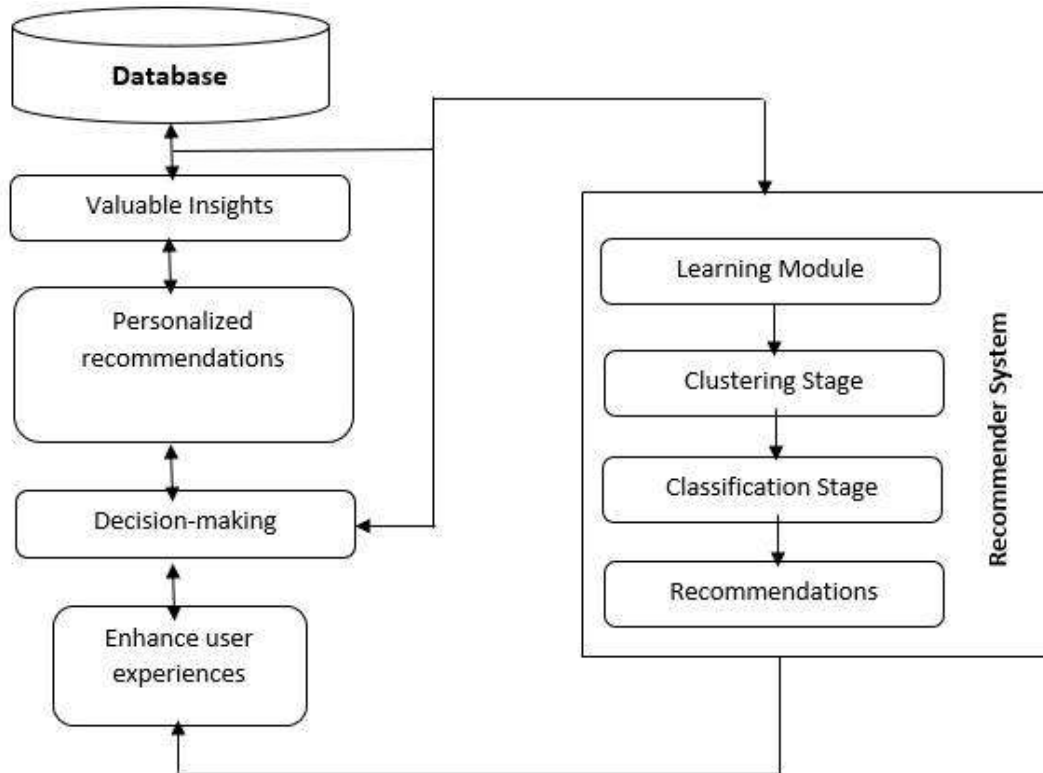 Database
Valuable Insights
Personalized
recommendations
Decision-making
Enhance user
experiences
Learning Module
Clustering Stage
Classification Stage
Recommendations
Recommender System